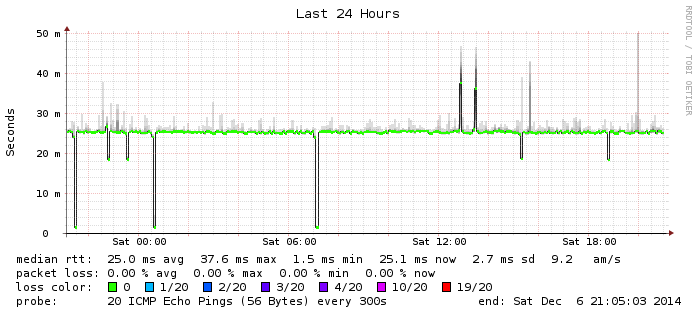 Last 24 Hours
RRDTOOL / TOBI OETIKER
Seconds
50 m
40 m
30 m
20 m
10 m
0
Sat 00:00 Sat 06:00 Sat 12:00 Sat 18:00
median rtt: 25.0 ms avg 37.6 ms max 1.5 ms min 25.1 ms now 2.7 ms sd 9.2 am/s
packet loss: 0.00 % avg 0.00 % max 0.00 % min 0.00 % now
loss color: 0 1/20 2/20 3/20 4/20 10/20 19/20
probe: 20 ICMP Echo Pings (56 Bytes) every 300s end: Sat Dec 6 21:05:03 2014